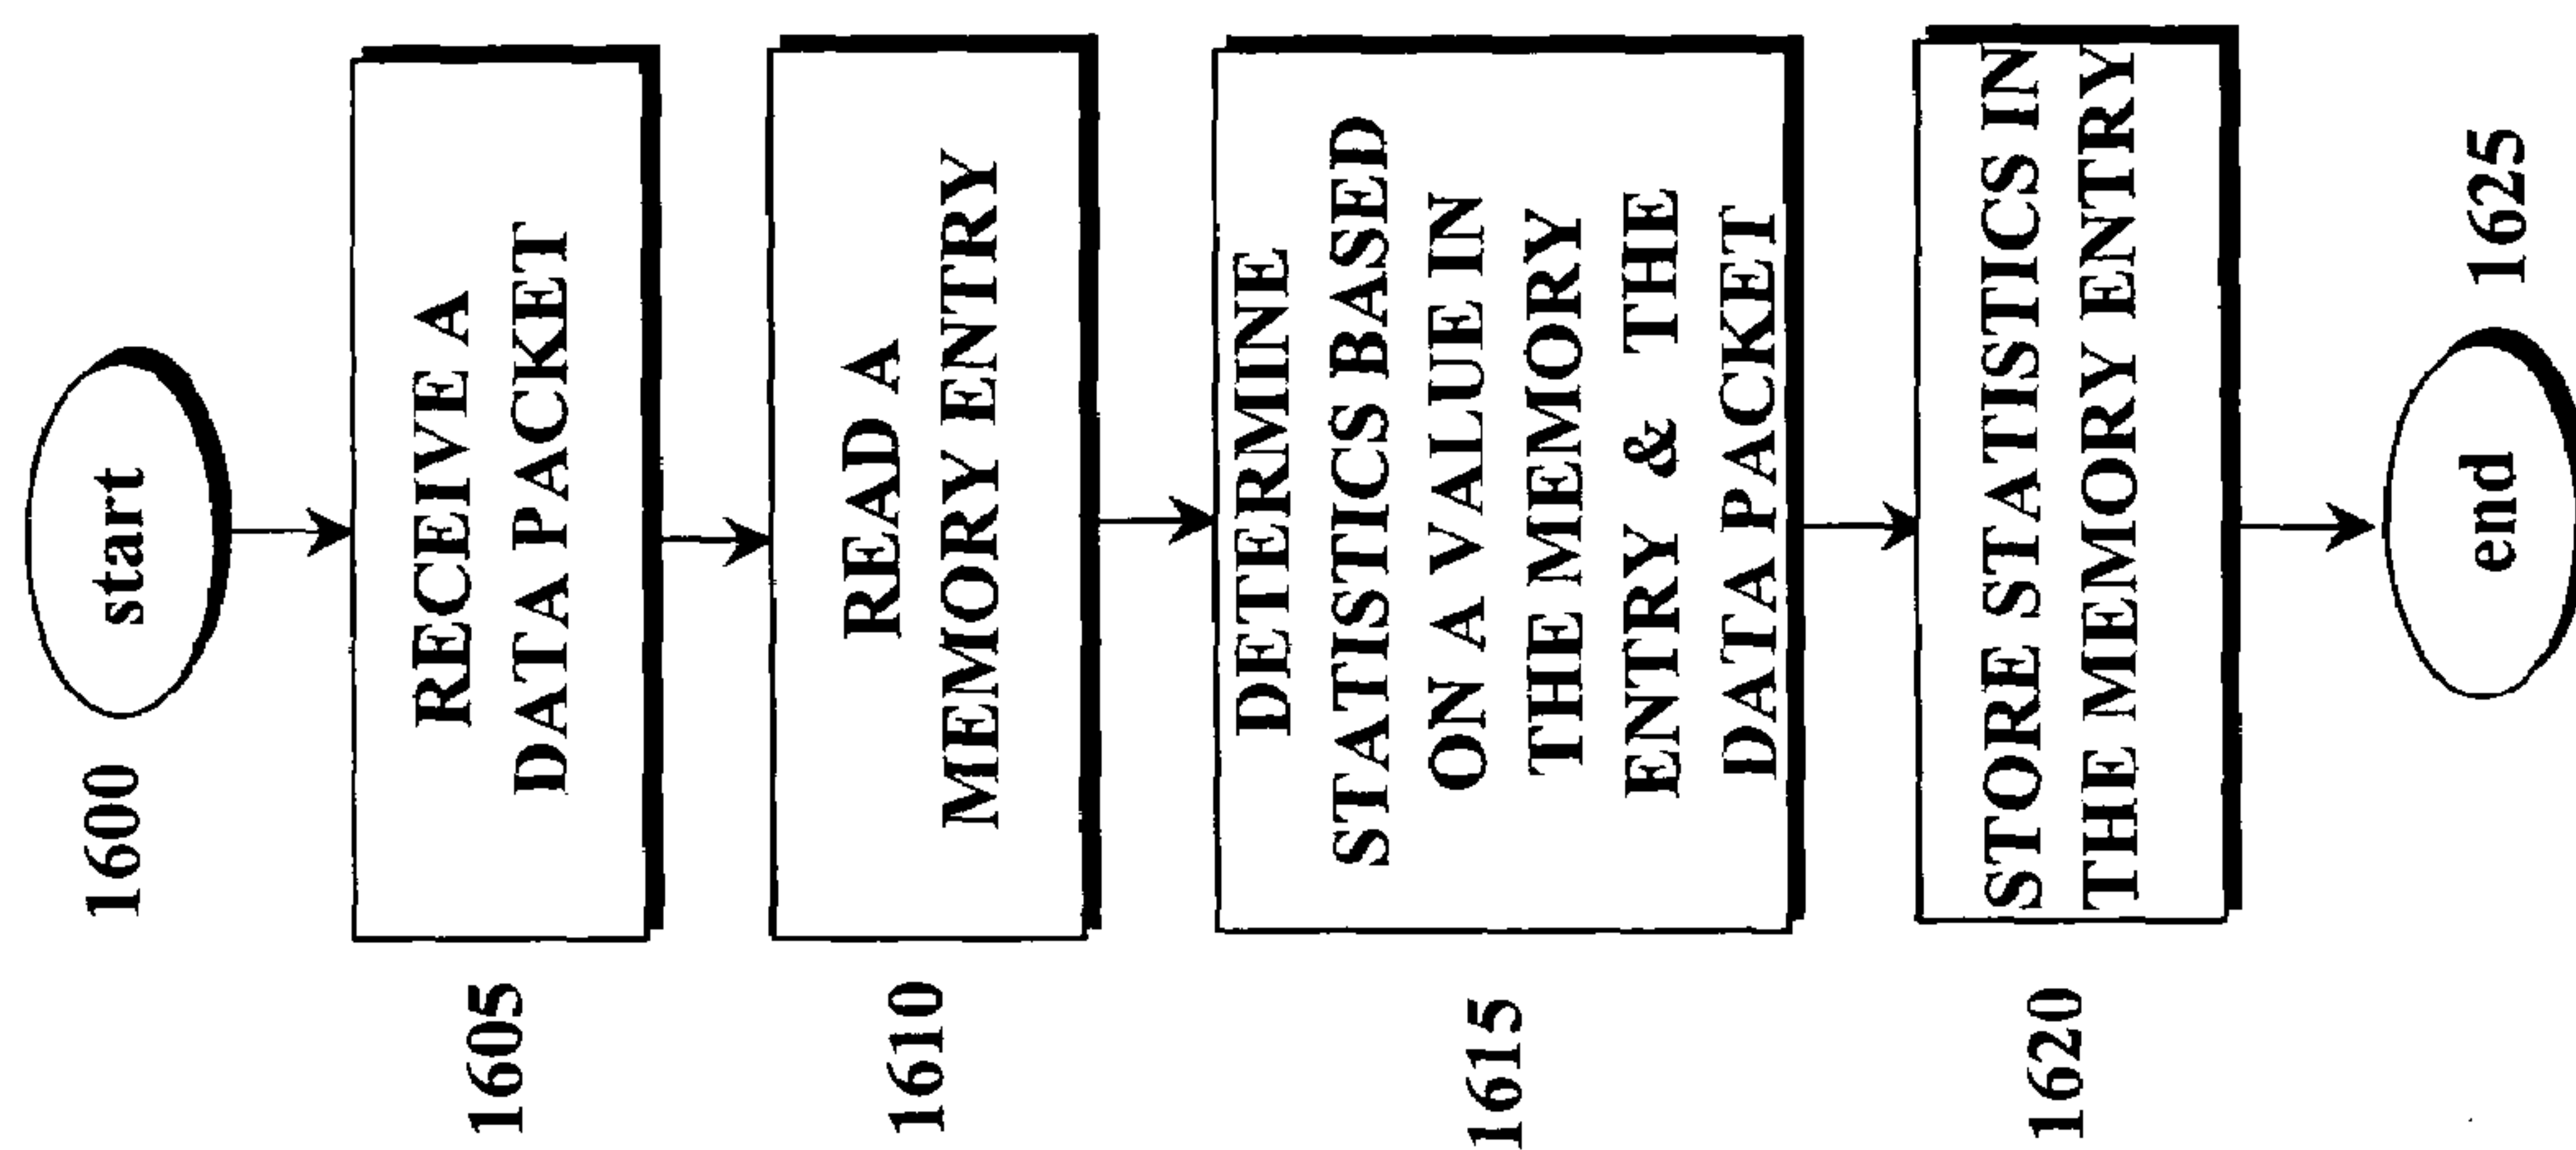 1600
start
1605
RECEIVE A
DATA PACKET
1610
READ A
MEMORY ENTRY
1615
DETERMINE
STATISTICS BASED
ON A VALUE IN
THE MEMORY
ENTRY & THE
DATA PACKET
1620
STORE STATISTICS IN
THE MEMORY ENTRY
end
1625